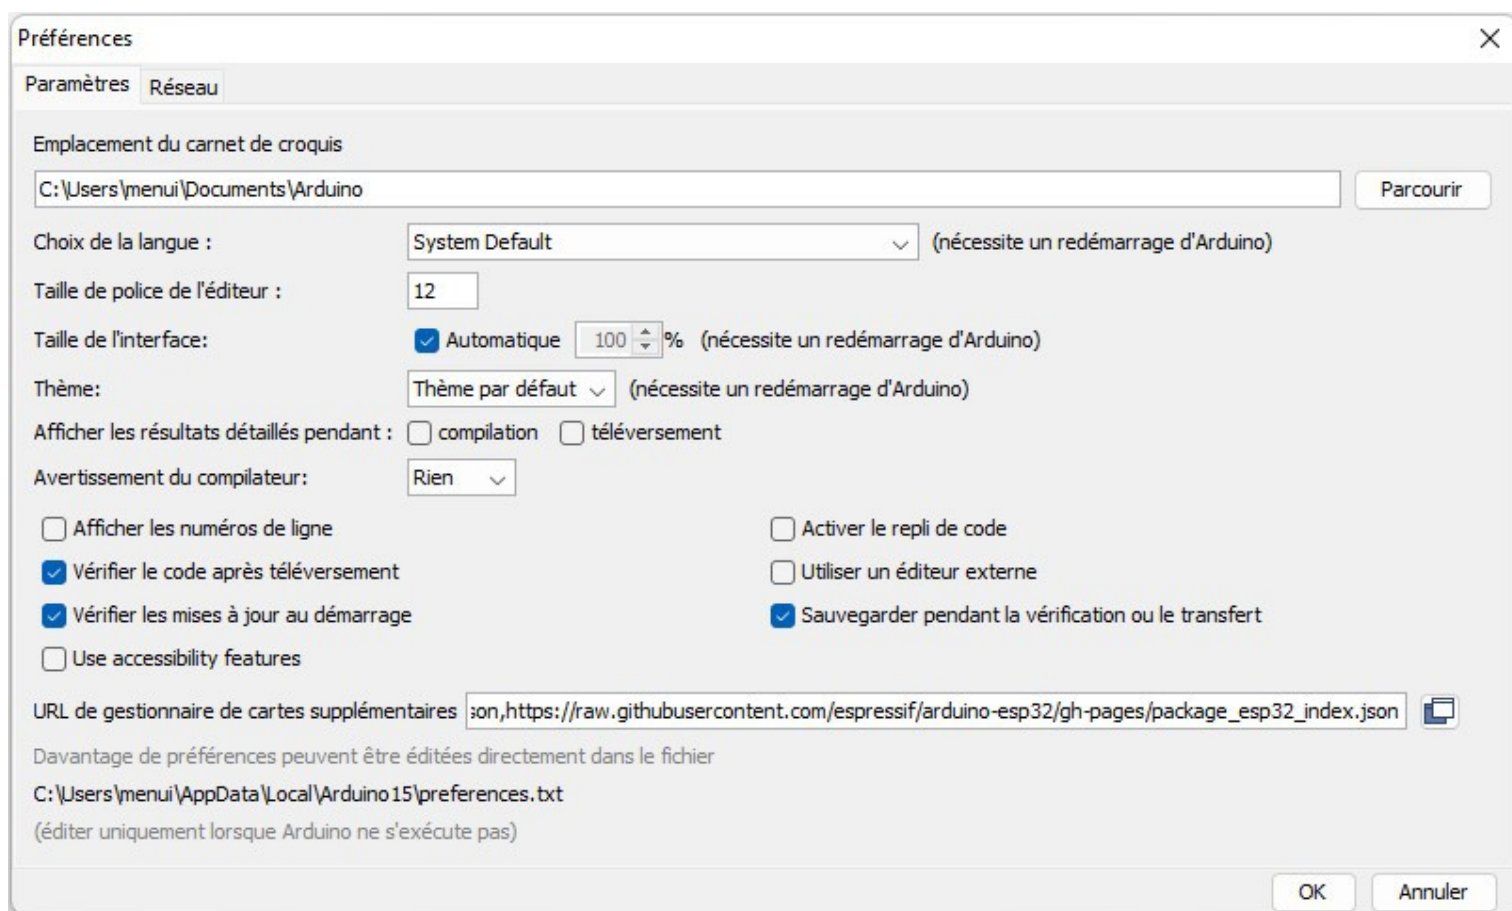 Préférences
Paramètres Réseau
Emplacement du carnet de croquis
C:\Users\menui\Documents\Arduino Parcourir
Choix de la langue : System Default (nécessite un redémarrage d'Arduino)
Taille de police de l'éditeur : 12
Taille de l'interface: Automatique 100 % (nécessite un redémarrage d'Arduino)
Thème: Thème par défaut (nécessite un redémarrage d'Arduino)
Afficher les résultats détaillés pendant : compilation téléversement
Avertissement du compilateur: Rien
Afficher les numéros de ligne Activer le repli de code
Vérifier le code après téléversement Utiliser un éditeur externe
Vérifier les mises à jour au démarrage Sauvegarder pendant la vérification ou le transfert
Use accessibility features
URL de gestionnaire de cartes supplémentaires son,https://raw.githubusercontent.com/espressif/arduino-esp32/gh-pages/package_esp32_index.json
Davantage de préférences peuvent être éditées directement dans le fichier
C:\Users\menui\AppData\Local\Arduino15\preferences.txt
(éditer uniquement lorsque Arduino ne s'exécute pas)
OK Annuler